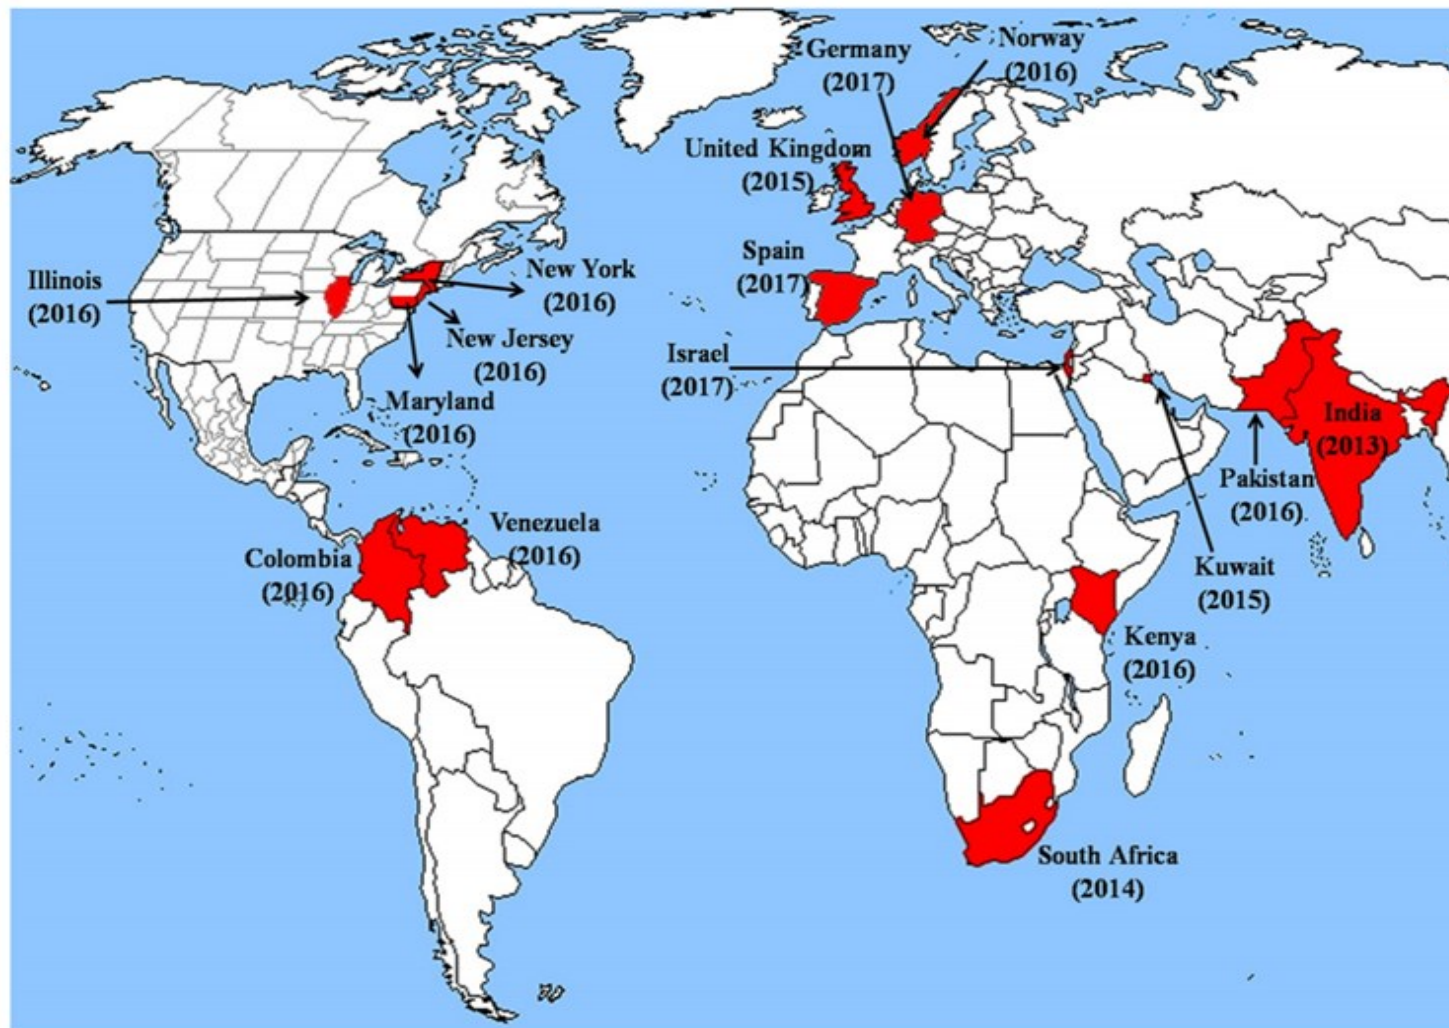 Germany
(2017)
Norway
(2016)
United Kingdom
(2015)
Spain
(2017)
Illinois
(2016)
New York
(2016)
New Jersey
(2016)
Maryland
(2016)
Israel
(2017)
India
(2013)
Pakistan
(2016)
Kuwait
(2015)
Venezuela
(2016)
Colombia
(2016)
Kenya
(2016)
South Africa
(2014)